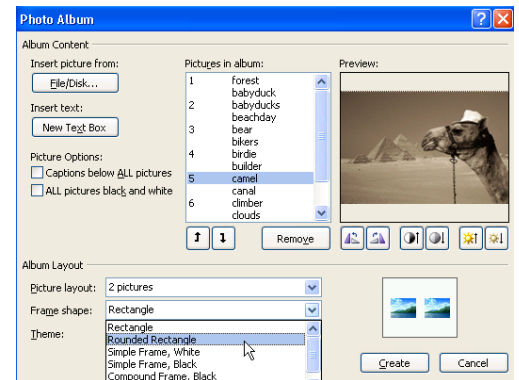 Photo Album
Album Content
Insert picture from:
File/Disk...
Insert text:
New Text Box
Picture Options:
Captions below ALL pictures
ALL pictures black and white
Pictures in album:
1 forest
babyduck
2 babyducks
beachday
3 bear
bikers
4 birdie
builder
5 camel
canal
6 climber
clouds
Remove
Preview:
Album Layout
Picture layout: 2 pictures
Frame shape: Rectangle
Theme:
Rectangle
Rounded Rectangle
Simple Frame, White
Simple Frame, Black
Compound Frame, Black
Create
Cancel